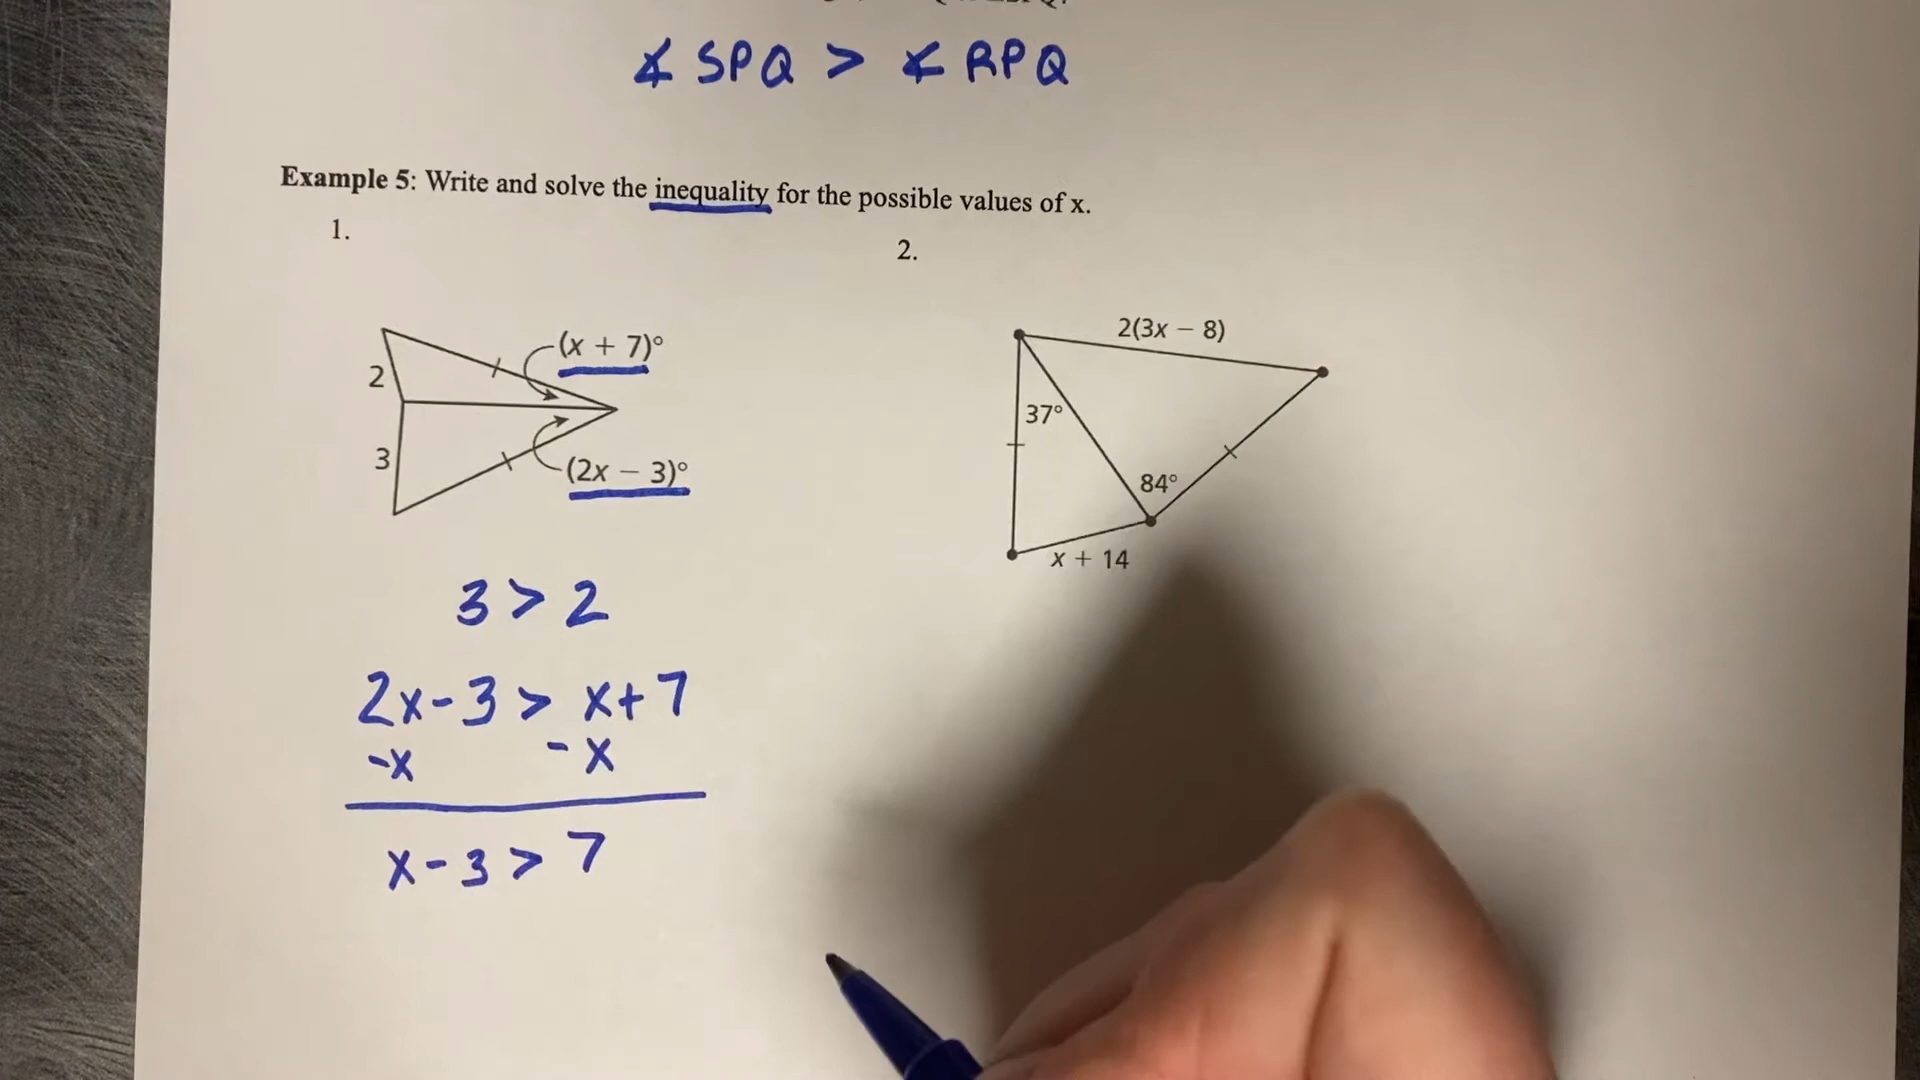 ∡ SPQ > ∡ RPQ
Example 5: Write and solve the inequality for the possible values of x.
1.
2
3
(x + 7)°
(2x – 3)°
3 > 2
2x - 3 > x + 7
-x - x
x - 3 > 7
2.
2(3x – 8)
37°
84°
x + 14